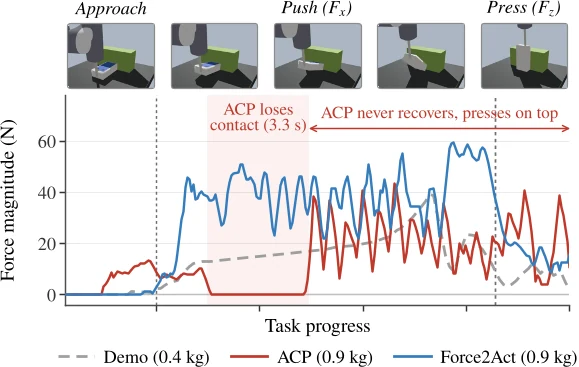 Approach
Push (Fx)
Press (Fz)
ACP loses
contact (3.3 s)
ACP never recovers, presses on top
Force magnitude (N)
60
40
20
0
Task progress
Demo (0.4 kg)
ACP (0.9 kg)
Force2Act (0.9 kg)